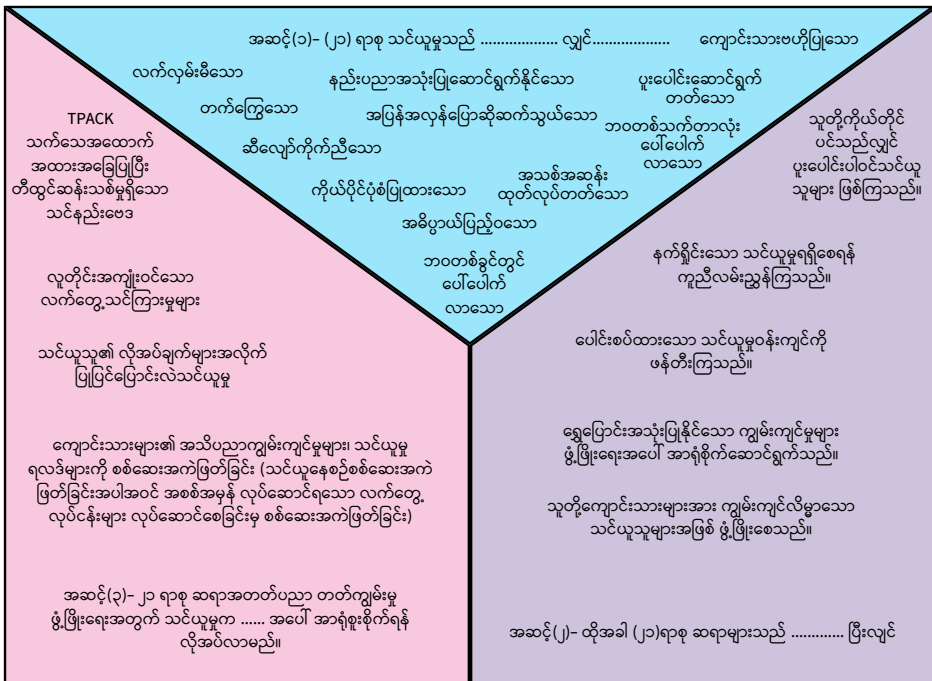 အဆင့်(၁)- (၂၁) ရာစု သင်ယူမှုသည် ................... လျှင်................... ကျောင်းသားဗဟိုပြုသော
လက်လှမ်းမီသော
နည်းပညာအသုံးပြုဆောင်ရွက်နိုင်သော
ပူးပေါင်းဆောင်ရွက်
တတ်သော
တက်ကြွသော
အပြန်အလှန်ပြောဆိုဆက်သွယ်သော
ဘဝတစ်သက်တာလုံး
ပေါ်ပေါက်
လာသော
ဆီလျော်ကိုက်ညီသော
ကိုယ်ပိုင်ပုံစံပြုထားသော
အသစ်အဆန်း
ထုတ်လုပ်တတ်သော
အဓိပ္ပာယ်ပြည့်ဝသော
ဘဝတစ်ခွင်တွင်
ပေါ်ပေါက်
လာသော
TPACK
သက်သေအထောက်
အထားအခြေပြုပြီး
တီထွင်ဆန်းသစ်မှုရှိသော
သင်နည်းဗေဒ
လူတိုင်းအကျုံးဝင်သော
လက်တွေ့သင်ကြားမှုများ
သင်ယူသူ၏ လိုအပ်ချက်များအလိုက်
ပြုပြင်ပြောင်းလဲသင်ယူမှု
ကျောင်းသားများ၏ အသိပညာကျွမ်းကျင်မှုများ၊ သင်ယူမှု
ရလဒ်များကို စစ်ဆေးအကဲဖြတ်ခြင်း (သင်ယူနေစဉ်စစ်ဆေးအကဲ
ဖြတ်ခြင်းအပါအဝင် အစစ်အမှန် လုပ်ဆောင်ရသော လက်တွေ့
လုပ်ငန်းများ လုပ်ဆောင်စေခြင်းမှ စစ်ဆေးအကဲဖြတ်ခြင်း)
အဆင့်(၃)- ၂၁ ရာစု ဆရာအတတ်ပညာ တတ်ကျွမ်းမှု
ဖွံ့ဖြိုးရေးအတွက် သင်ယူမှုက ...... အပေါ် အာရုံစူးစိုက်ရန်
လိုအပ်လာမည်။
သူတို့ကိုယ်တိုင်
ပင်သည်လျှင်
ပူးပေါင်းပါဝင်သင်ယူ
သူများ ဖြစ်ကြသည်။
နက်ရှိုင်းသော သင်ယူမှုရရှိစေရန်
ကူညီလမ်းညွှန်ကြသည်။
ပေါင်းစပ်ထားသော သင်ယူမှုဝန်းကျင်ကို
ဖန်တီးကြသည်။
ရွှေ့ပြောင်းအသုံးပြုနိုင်သော ကျွမ်းကျင်မှုများ
ဖွံ့ဖြိုးရေးအပေါ် အာရုံစိုက်ဆောင်ရွက်သည်။
သူတို့ကျောင်းသားများအား ကျွမ်းကျင်လိမ္မာသော
သင်ယူသူများအဖြစ် ဖွံ့ဖြိုးစေသည်။
အဆင့်(၂)- ထိုအခါ (၂၁)ရာစု ဆရာများသည် ............. ပြီးလျင်